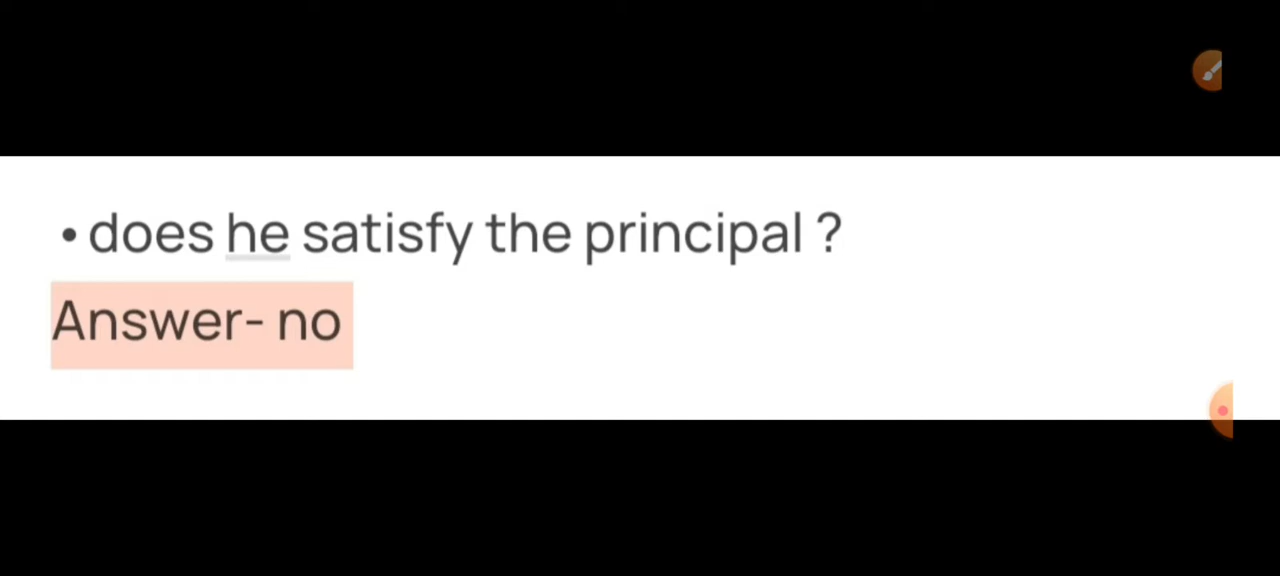 • does he satisfy the principal ?
Answer- no